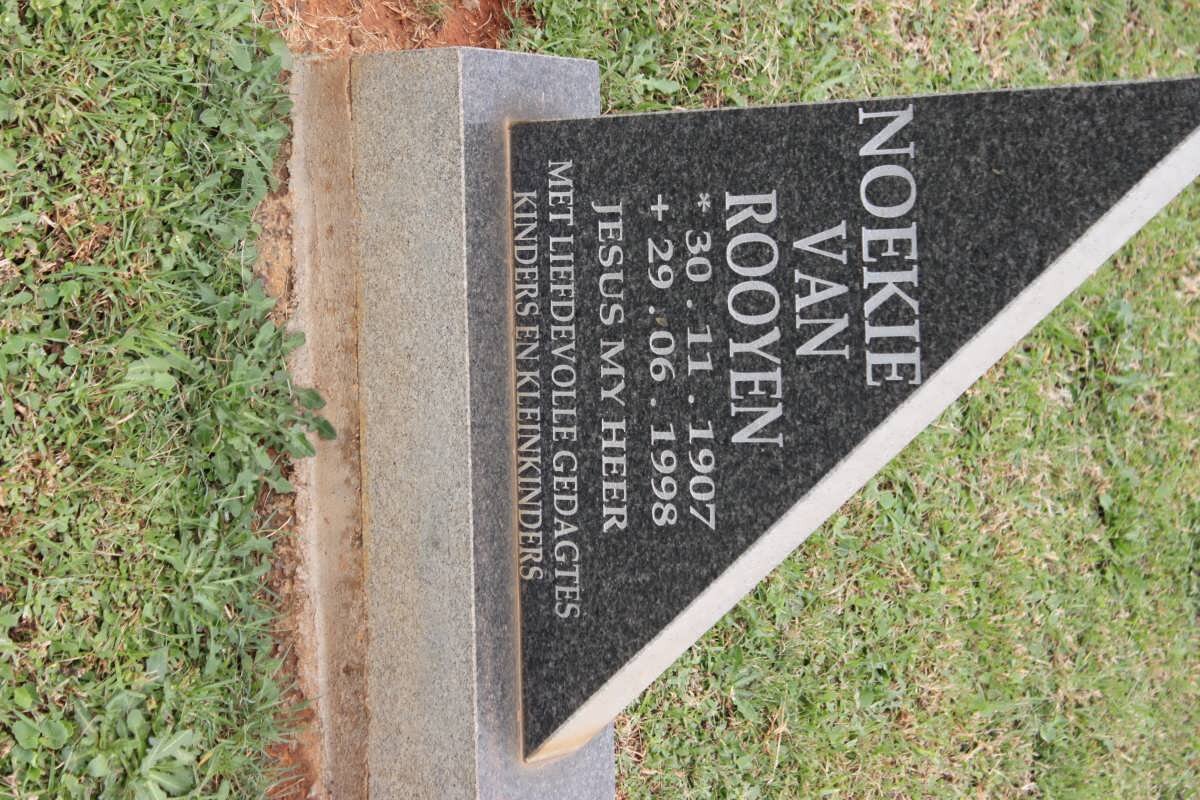 NOEKIE
VAN
ROOYEN
* 30 . 11 . 1907
+ 29 . 06 . 1998
JESUS MY HEER
MET LIEFDEVOLLE GEDAGTES
KINDERS EN KLEINKINDERS